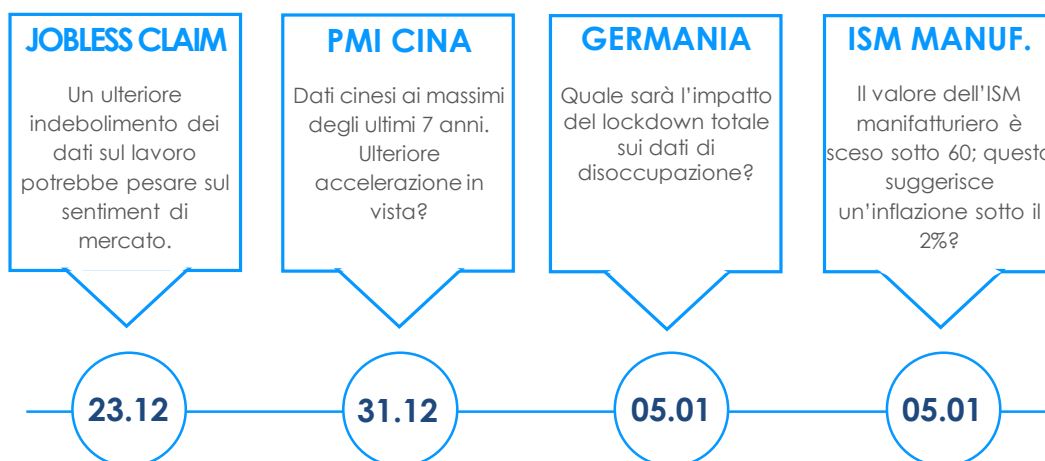 JOBLESS CLAIM
Un ulteriore
indebolimento dei
dati sul lavoro
potrebbe pesare sul
sentiment di
mercato.
23.12
PMI CINA
Dati cinesi ai massimi
degli ultimi 7 anni.
Ulteriore
accelerazione in
vista?
31.12
GERMANIA
Quale sarà l'impatto
del lockdown totale
sui dati di
disoccupazione?
05.01
ISM MANUF.
Il valore dell'ISM
manifatturiero è
sceso sotto 60; questo
suggerisce
un'inflazione sotto il
2%?
05.01